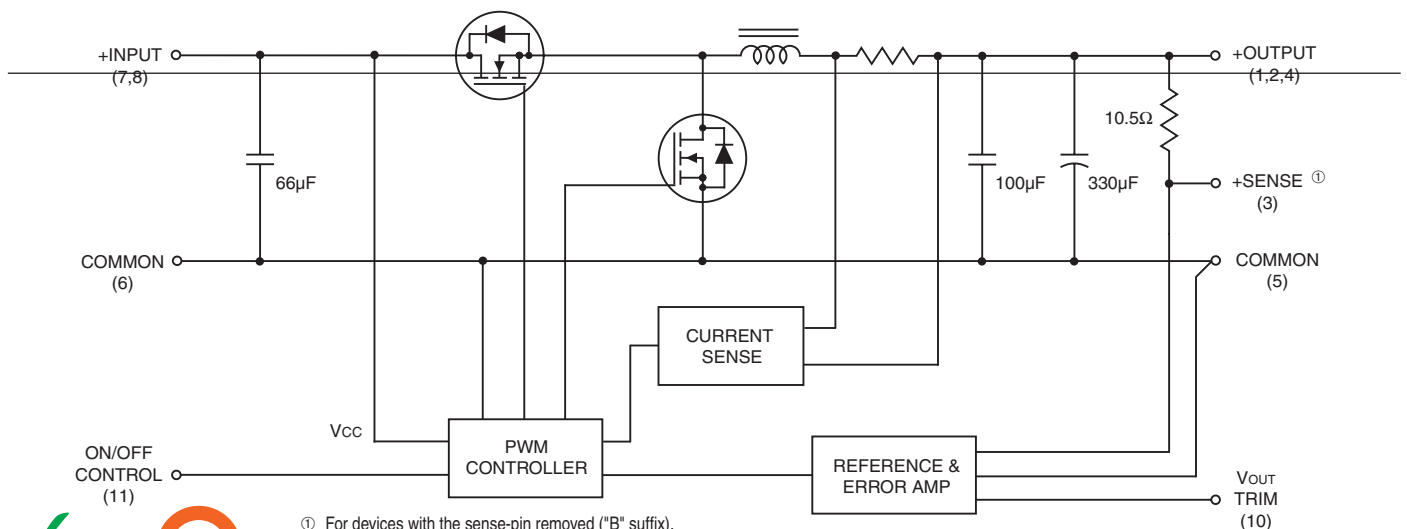 +INPUT
(7,8)
+OUTPUT
(1,2,4)
10.5Ω
66µF
100µF
330µF
+SENSE ①
(3)
COMMON
(6)
COMMON
(5)
CURRENT
SENSE
VCC
PWM
CONTROLLER
ON/OFF
CONTROL
(11)
REFERENCE &
ERROR AMP
VOUT
TRIM
(10)
① For devices with the sense-pin removed ("B" suffix),